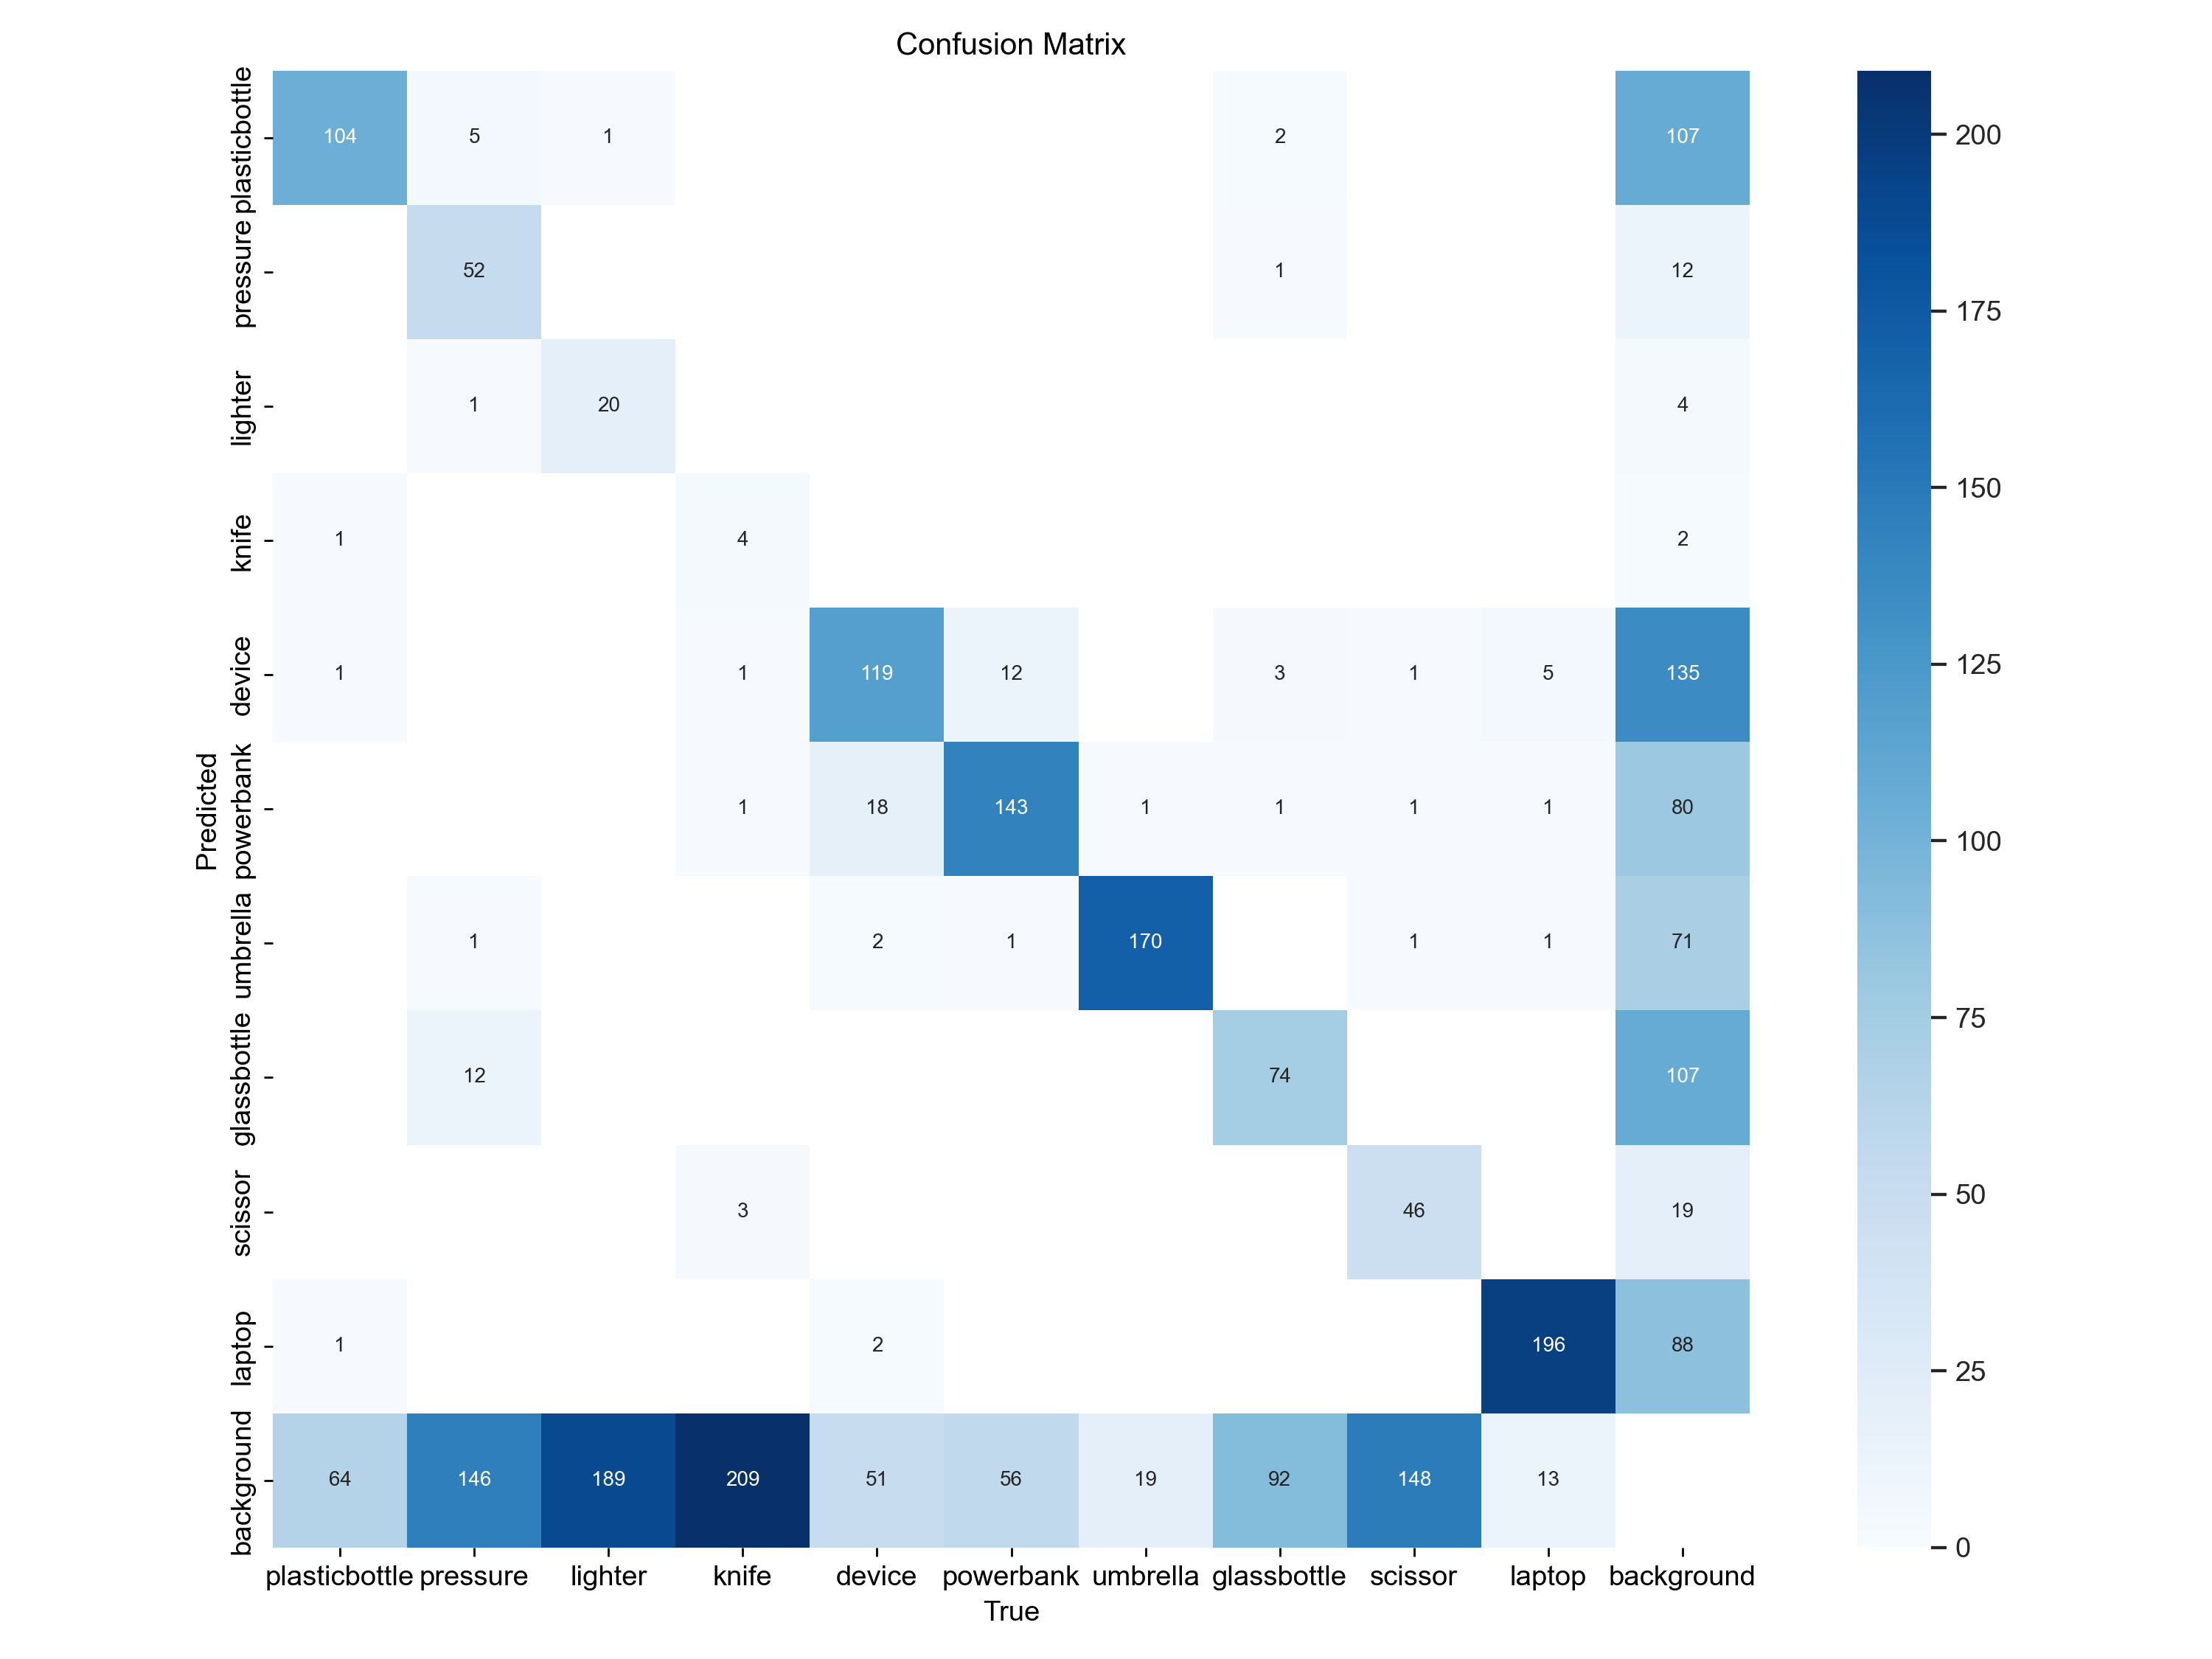 Confusion Matrix
plasticbottle 104 5 1 2 107
pressure 52 1 12
lighter 1 20 4
knife 1 4 2
device 1 1 119 12 3 1 5 135
powerbank 1 18 143 1 1 1 1 80
umbrella 1 2 1 170 1 1 71
glassbottle 12 74 107
scissor 3 46 19
laptop 1 2 196 88
background 64 146 189 209 51 56 19 92 148 13
plasticbottle pressure lighter knife device powerbank umbrella glassbottle scissor laptop background
True
Predicted
200
175
150
125
100
75
50
25
0